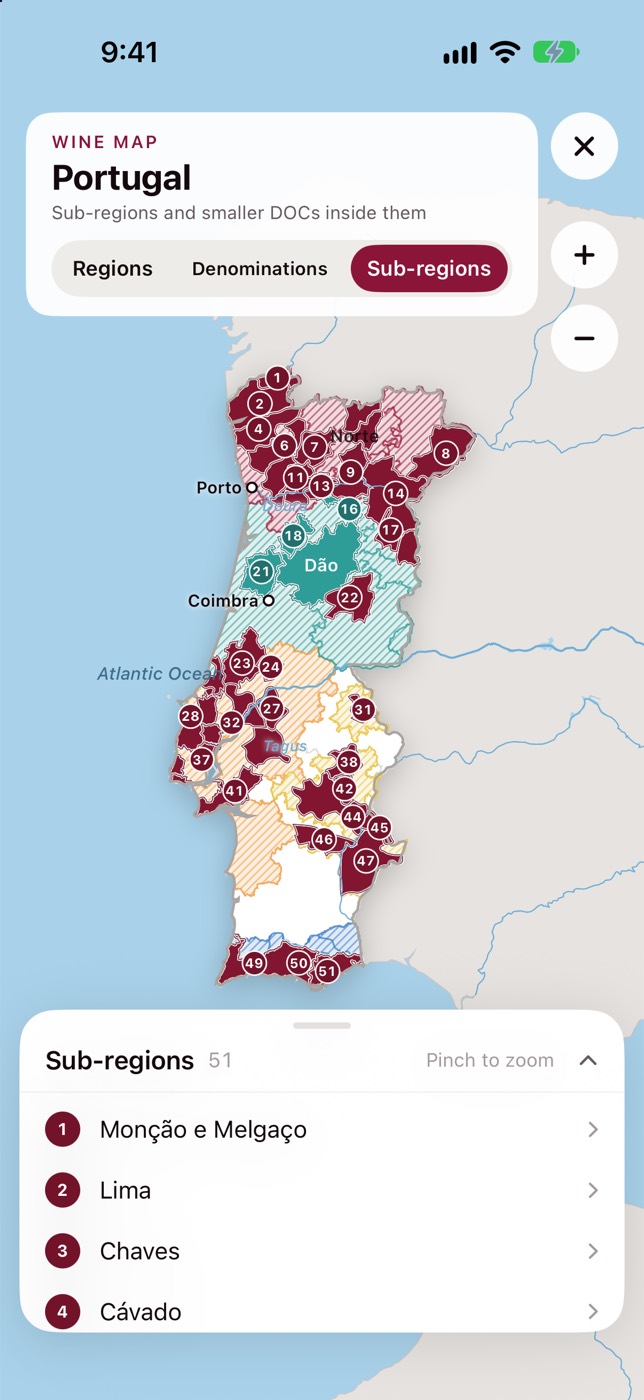 9:41
WINE MAP
Portugal
Sub-regions and smaller DOCs inside them
Regions Denominations Sub-regions
1
2
4
Norte
6
7
8
9
11
13
14
Porto
Douro
16
17
18
Dão
21
22
Coimbra
23
24
Atlantic Ocean
27
28
31
32
Tagus
37
38
41
42
44
45
46
47
49
50
51
Sub-regions 51 Pinch to zoom
1 Monção e Melgaço
2 Lima
3 Chaves
4 Cávado